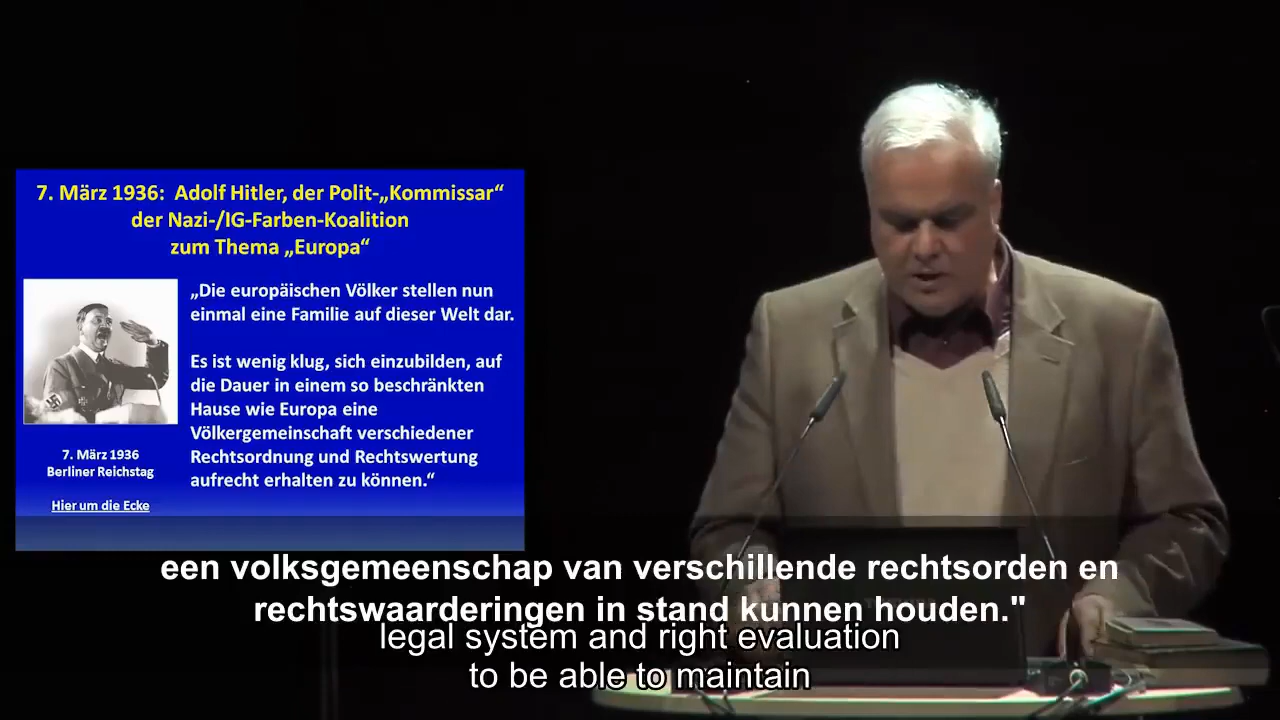 7. März 1936: Adolf Hitler, der Polit-„Kommissar“
der Nazi-/IG-Farben-Koalition
zum Thema „Europa“
„Die europäischen Völker stellen nun
einmal eine Familie auf dieser Welt dar.
Es ist wenig klug, sich einzubilden, auf
die Dauer in einem so beschränkten
Hause wie Europa eine
Völkergemeinschaft verschiedener
Rechtsordnung und Rechtswertung
aufrecht erhalten zu können.“
7. März 1936
Berliner Reichstag
Hier um die Ecke
een volksgemeenschap van verschillende rechtsorden en
rechtswaarderingen in stand kunnen houden."
legal system and right evaluation
to be able to maintain